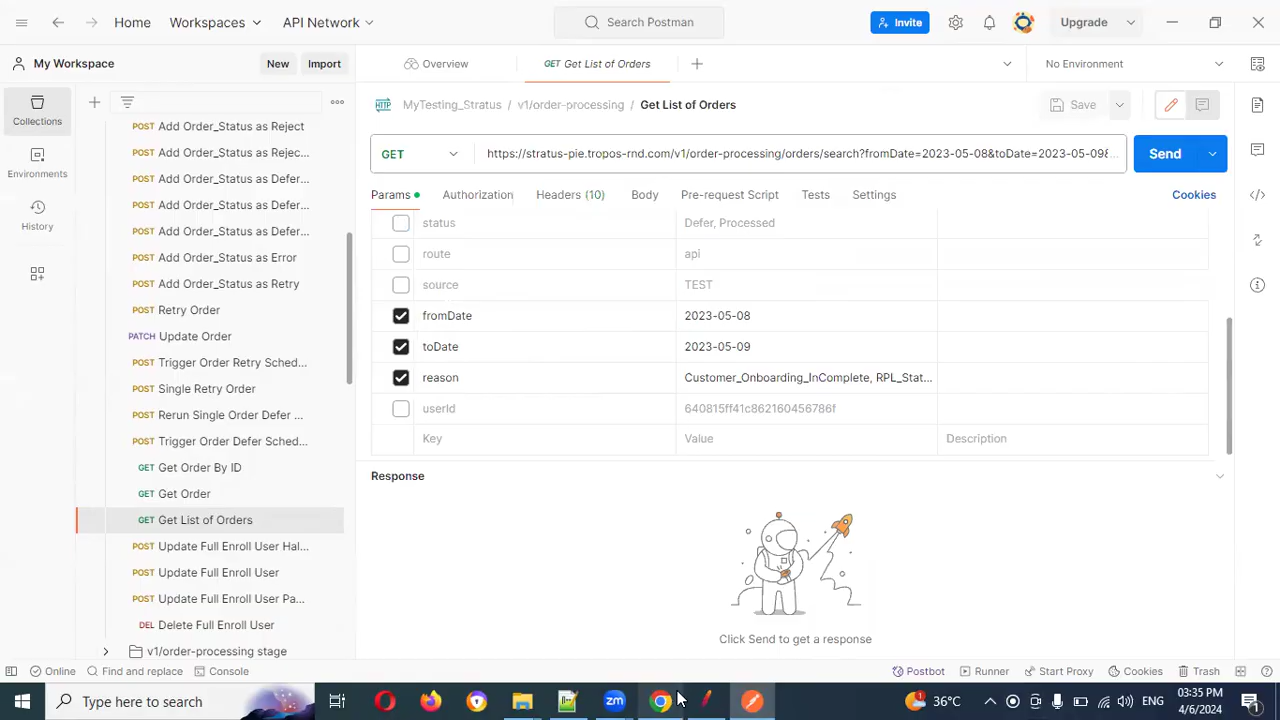 Home Workspaces API Network Search Postman Invite Upgrade
My Workspace New Import Overview GET Get List of Orders No Environment
Collections
Environments
History
POST Add Order_Status as Reject
POST Add Order_Status as Rejec...
POST Add Order_Status as Defer...
POST Add Order_Status as Defer...
POST Add Order_Status as Defer...
POST Add Order_Status as Error
POST Add Order_Status as Retry
POST Retry Order
PATCH Update Order
POST Trigger Order Retry Sched...
POST Single Retry Order
POST Rerun Single Order Defer ...
POST Trigger Order Defer Sched...
GET Get Order By ID
GET Get Order
GET Get List of Orders
POST Update Full Enroll User Hal...
POST Update Full Enroll User
POST Update Full Enroll User Pa...
DEL Delete Full Enroll User
v1/order-processing stage
HTTP MyTesting_Stratus / v1/order-processing / Get List of Orders Save
GET https://stratus-pie.tropos-rnd.com/v1/order-processing/orders/search?fromDate=2023-05-08&toDate=2023-05-09&... Send
Params Authorization Headers (10) Body Pre-request Script Tests Settings Cookies
status Defer, Processed
route api
source TEST
fromDate 2023-05-08
toDate 2023-05-09
reason Customer_Onboarding_InComplete, RPL_Stat...
userId 640815ff41c862160456786f
Key Value Description
Response
Click Send to get a response
Online Find and replace Console Postbot Runner Start Proxy Cookies Trash
Type here to search zm 1 36°C ENG 03:35 PM
4/6/2024 1